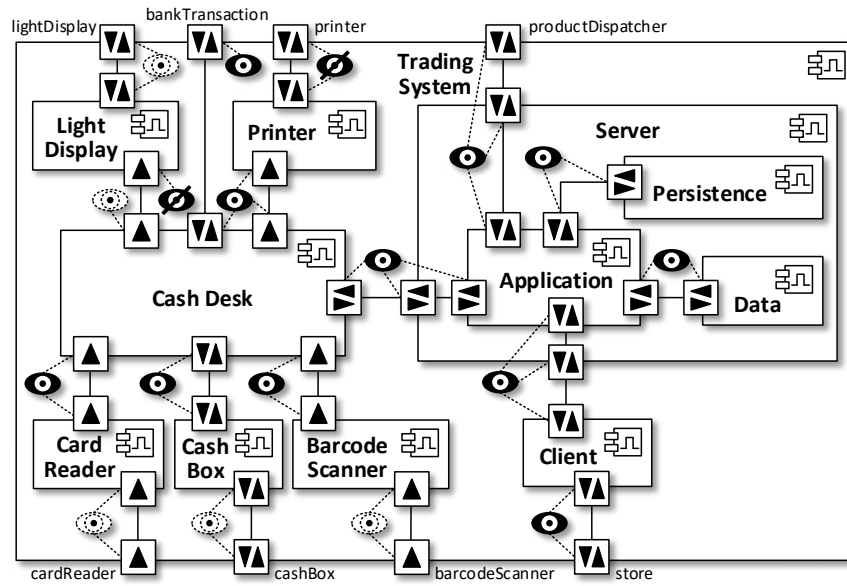 lightDisplay
bankTransaction
printer
productDispatcher
Trading
System
Light
Display
Printer
Server
Persistence
Cash Desk
Application
Data
Card
Reader
Cash
Box
Barcode
Scanner
Client
cardReader
cashBox
barcodeScanner
store